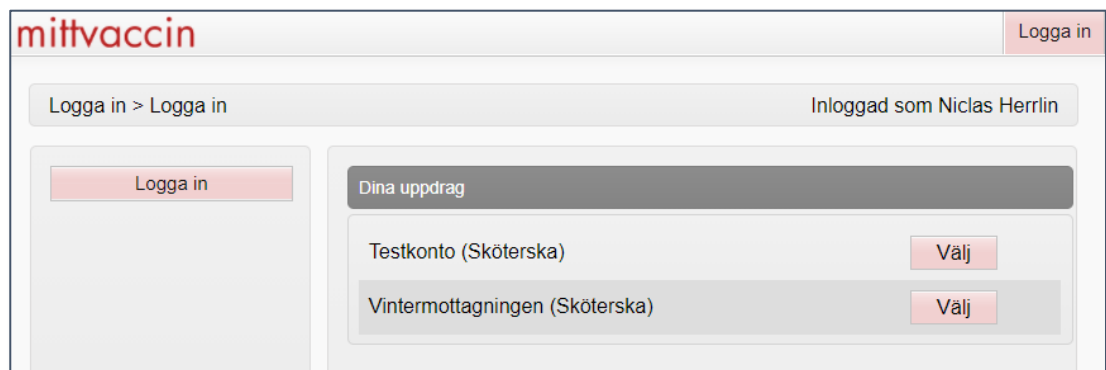 mittvaccin
Logga in
Logga in > Logga in
Inloggad som Niclas Herrlin
Logga in
Dina uppdrag
Testkonto (Sköterska)
Välj
Vintermottagningen (Sköterska)
Välj